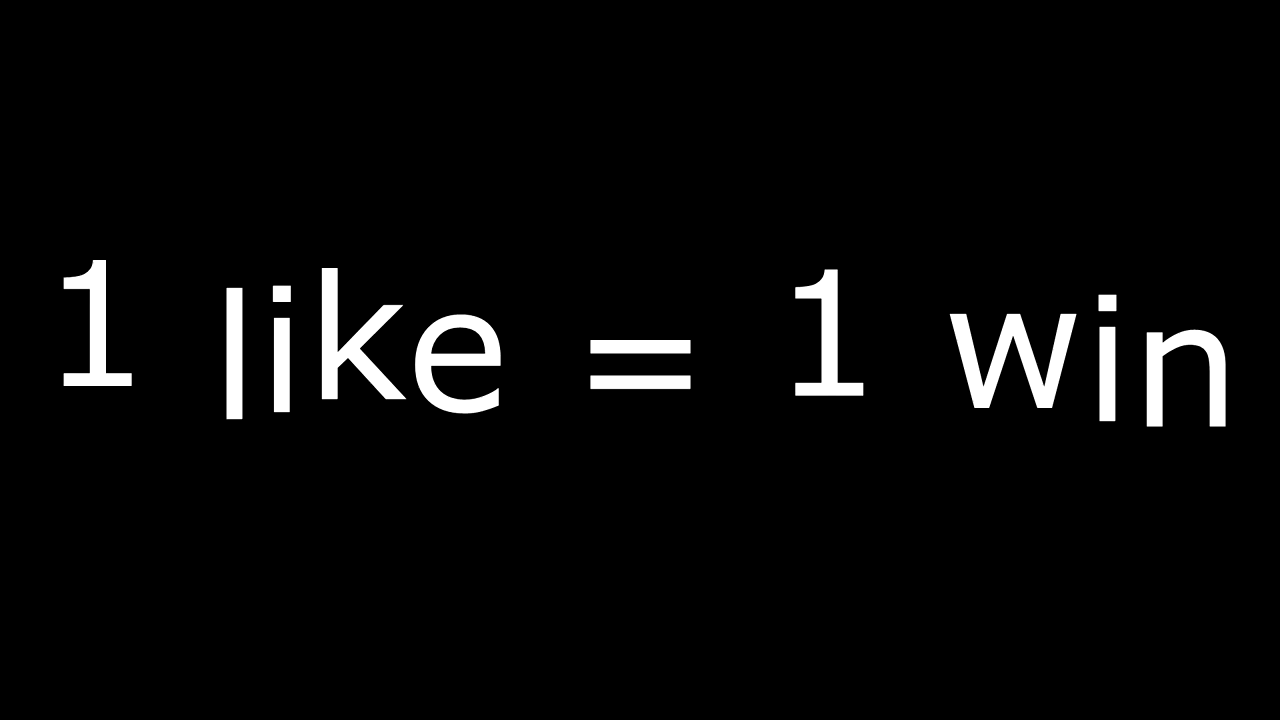 1 like = 1 win